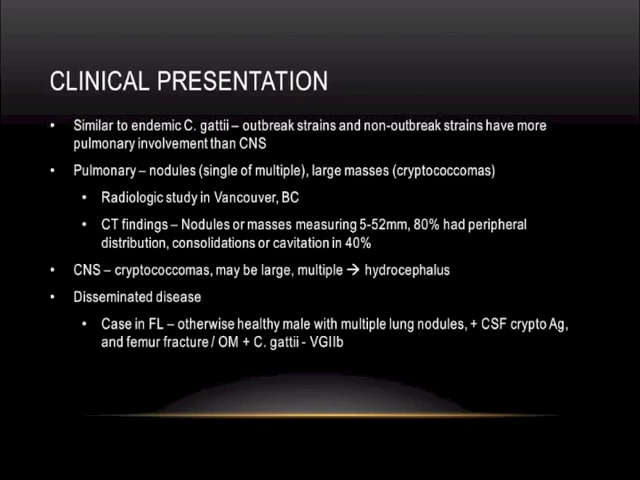 CLINICAL PRESENTATION
• Similar to endemic C. gattii – outbreak strains and non-outbreak strains have more
pulmonary involvement than CNS
• Pulmonary – nodules (single of multiple), large masses (cryptococcomas)
• Radiologic study in Vancouver, BC
• CT findings – Nodules or masses measuring 5-52mm, 80% had peripheral
distribution, consolidations or cavitation in 40%
• CNS – cryptococcomas, may be large, multiple → hydrocephalus
• Disseminated disease
• Case in FL – otherwise healthy male with multiple lung nodules, + CSF crypto Ag,
and femur fracture / OM + C. gattii - VGIIb